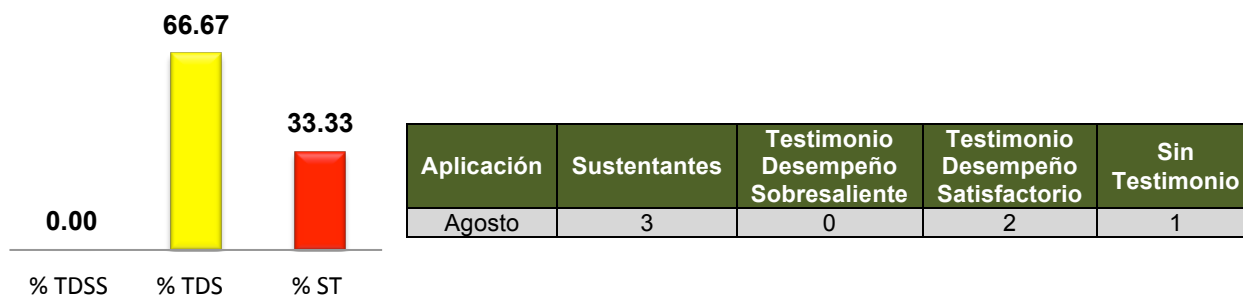 66.67
33.33
0.00
% TDSS % TDS % ST
Aplicación Sustentantes Testimonio Desempeño Sobresaliente Testimonio Desempeño Satisfactorio Sin Testimonio
Agosto 3 0 2 1